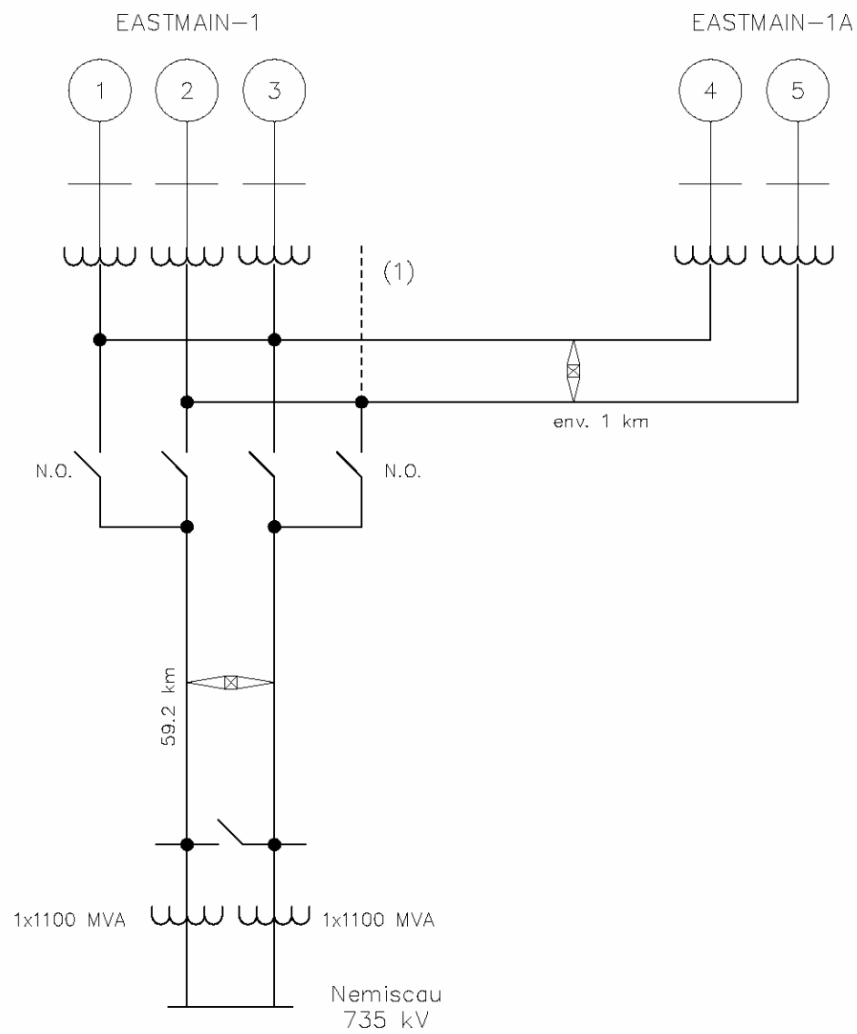 EASTMAIN-1
EASTMAIN-1A
1
2
3
4
5
(1)
env. 1 km
N.O.
N.O.
59.2 km
1x1100 MVA
1x1100 MVA
Nemiscau
735 kV